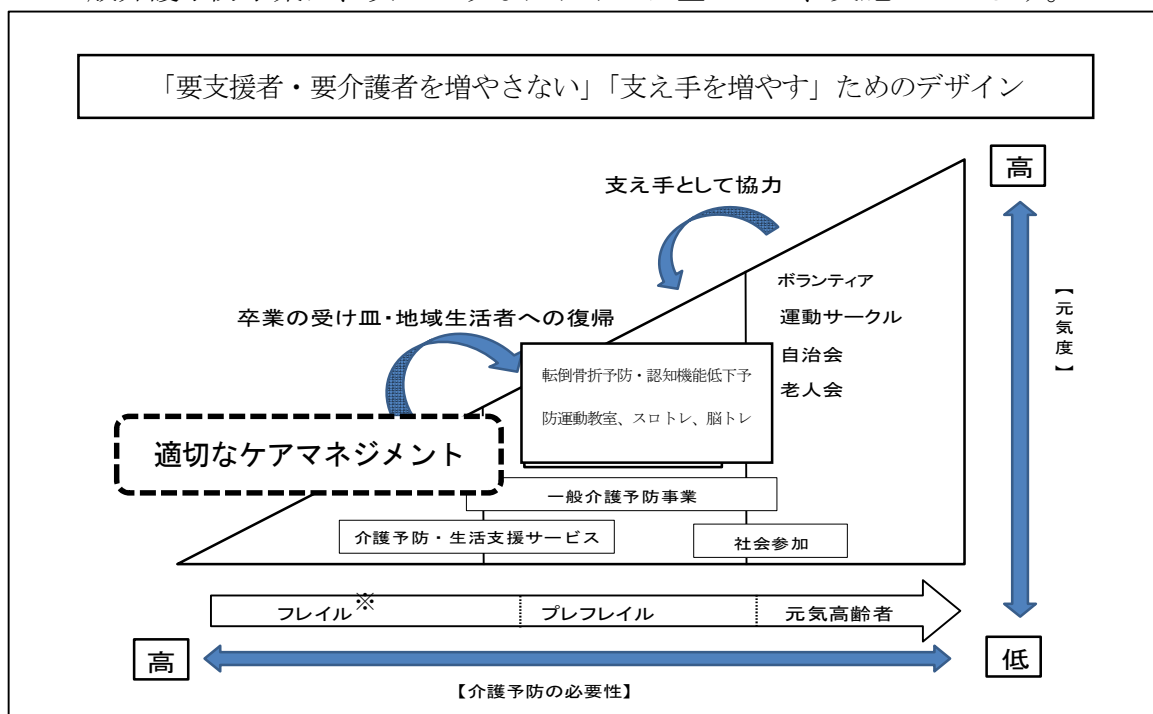 「要支援者・要介護者を増やさない」「支え手を増やす」ためのデザイン
高
支え手として協力
ボランティア
運動サークル
自治会
老人会
【元気度】
卒業の受け皿・地域生活者への復帰
転倒骨折予防・認知機能低下予
防運動教室、スロトレ、脳トレ
適切なケアマネジメント
一般介護予防事業
介護予防・生活支援サービス
社会参加
フレイル※
プレフレイル
元気高齢者
高
低
【介護予防の必要性】